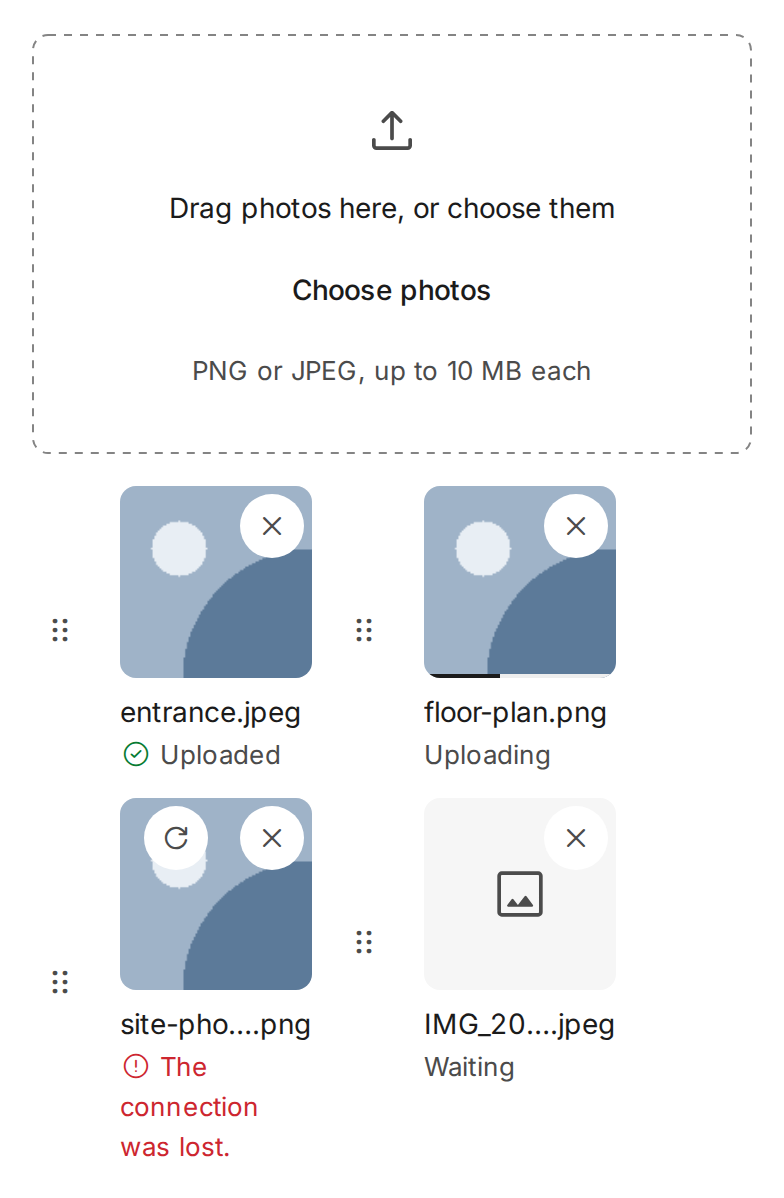 Drag photos here, or choose them
Choose photos
PNG or JPEG, up to 10 MB each
entrance.jpeg
Uploaded
floor-plan.png
Uploading
site-pho....png
The
connection
was lost.
IMG_20....jpeg
Waiting